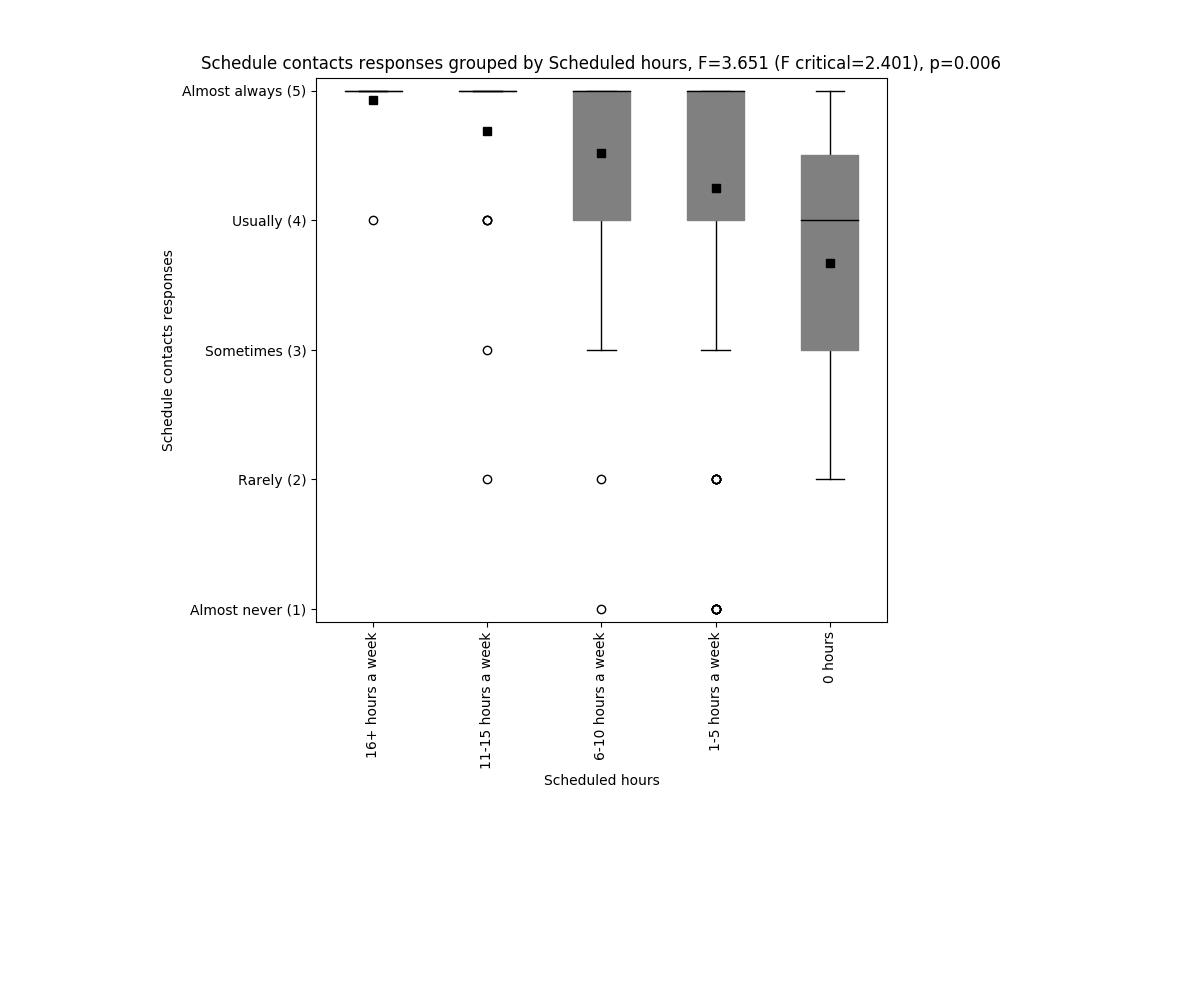 Schedule contacts responses grouped by Scheduled hours, F=3.651 (F critical=2.401), p=0.006
Almost always (5)
Usually (4)
Sometimes (3)
Rarely (2)
Almost never (1)
Schedule contacts responses
16+ hours a week
11-15 hours a week
6-10 hours a week
1-5 hours a week
0 hours
Scheduled hours